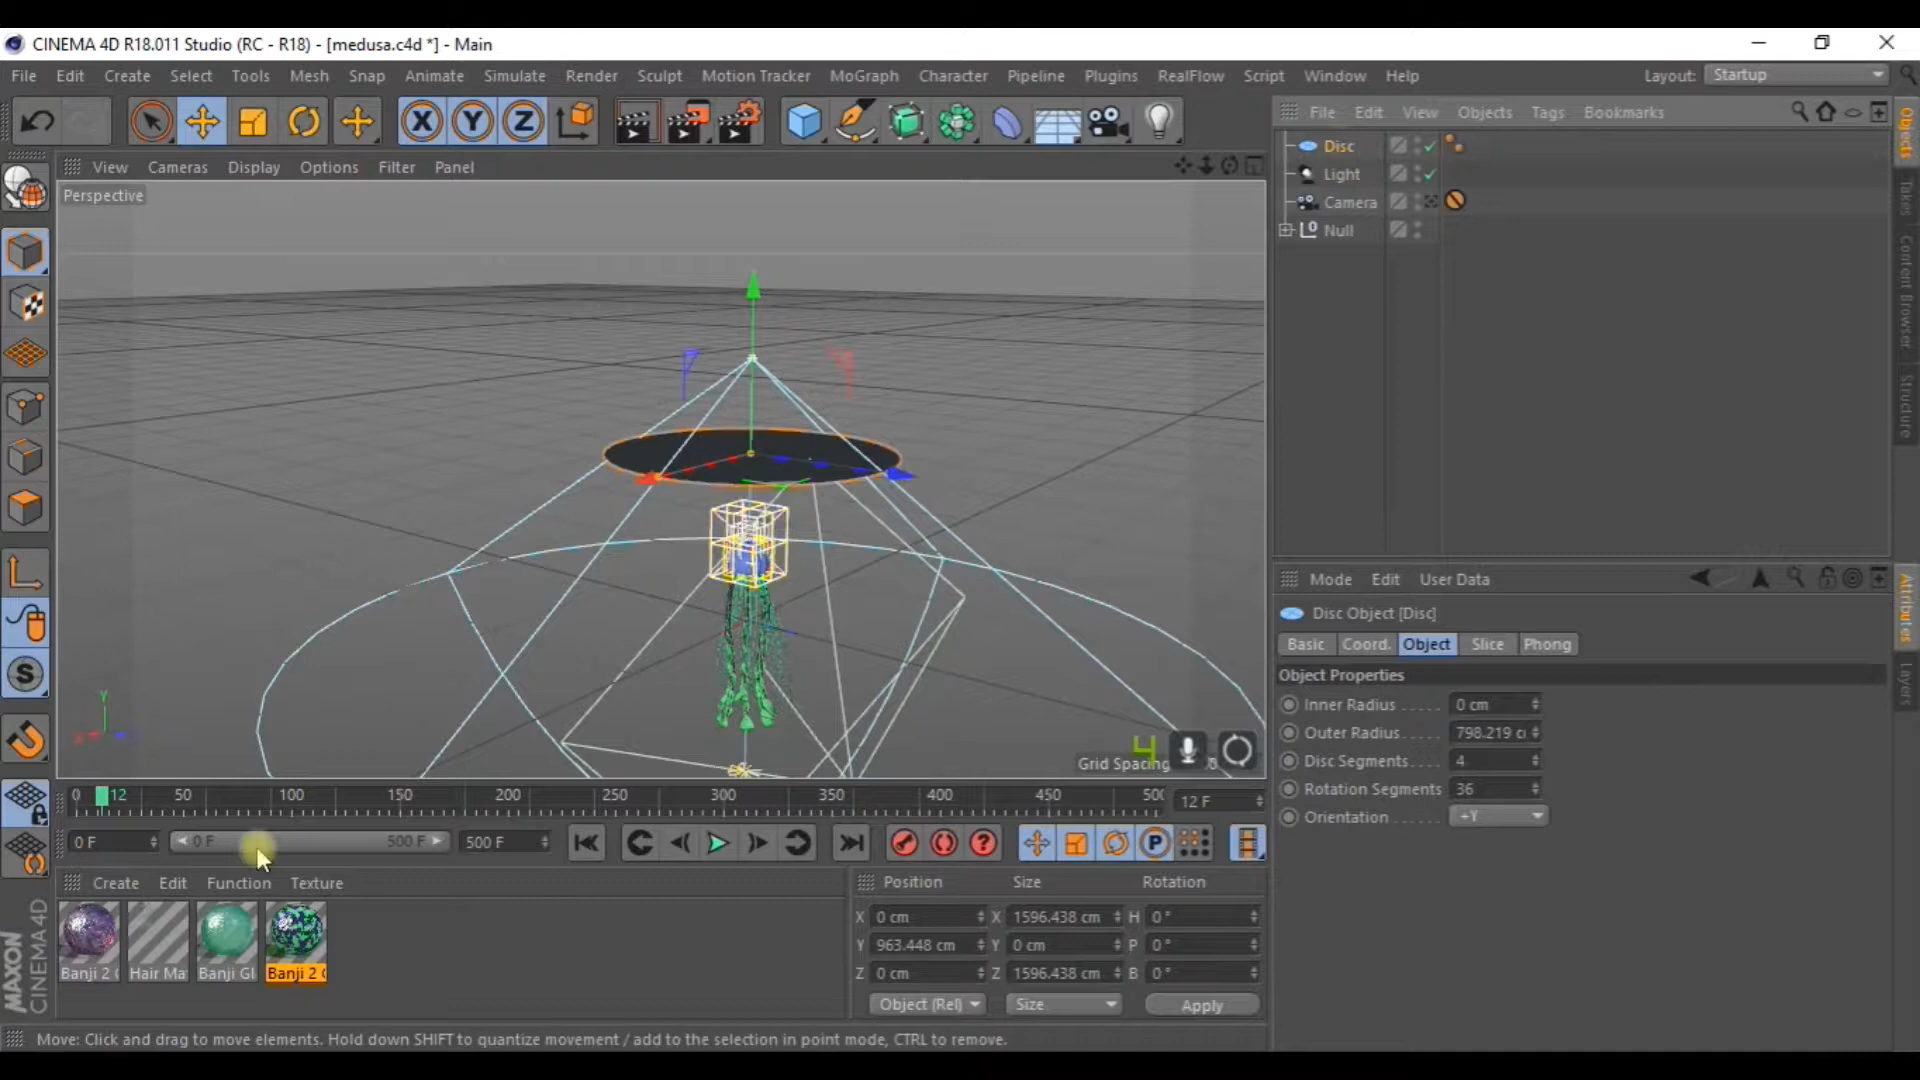 CINEMA 4D R18.011 Studio (RC - R18) - [medusa.c4d *] - Main
File Edit Create Select Tools Mesh Snap Animate Simulate Render Sculpt Motion Tracker MoGraph Character Pipeline Plugins RealFlow Script Window Help Layout: Startup
X Y Z
File Edit View Objects Tags Bookmarks
View Cameras Display Options Filter Panel
Perspective
Disc
Light
Camera
Null
Objects
Takes
Content Browser
Structure
Mode Edit User Data
Disc Object [Disc]
Basic Coord. Object Slice Phong
Object Properties
Inner Radius . . . . . 0 cm
Outer Radius . . . . . 798.219 c
Disc Segments . . . . 4
Rotation Segments 36
Orientation . . . . . . +Y
Attributes
Layers
Y
X
4
Grid Spacing
0 12 50 100 150 200 250 300 350 400 450 500 12 F
0 F 0 F 500 F 500 F
P
Create Edit Function Texture
Banji 2 Hair Ma Banji Gl Banji 2
Position Size Rotation
X 0 cm X 1596.438 cm H 0 °
Y 963.448 cm Y 0 cm P 0 °
Z 0 cm Z 1596.438 cm B 0 °
Object (Rel) Size Apply
MAXON
CINEMA 4D
Move: Click and drag to move elements. Hold down SHIFT to quantize movement / add to the selection in point mode, CTRL to remove.